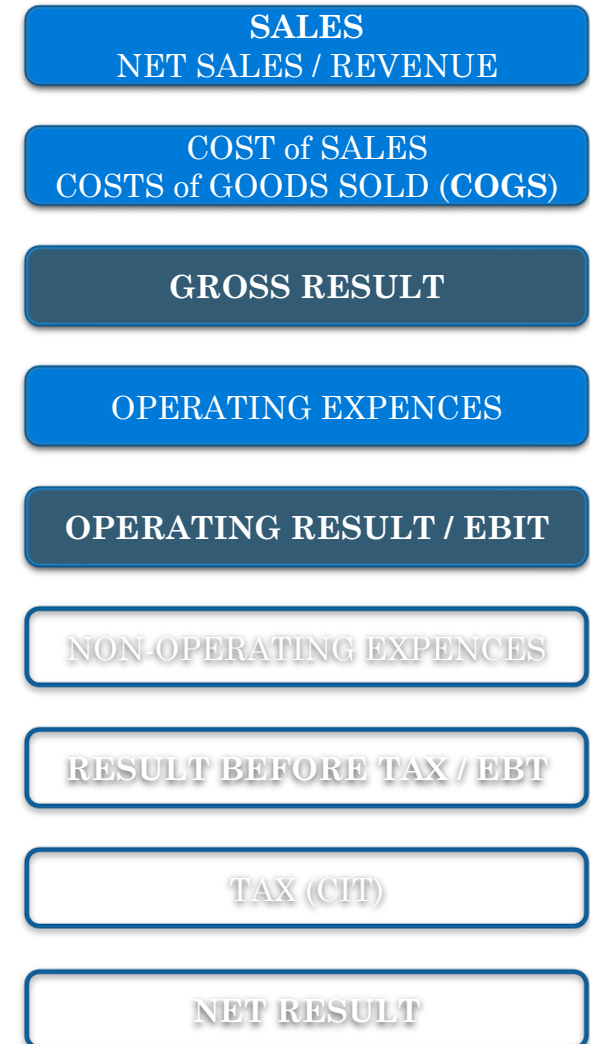 SALES
NET SALES / REVENUE
COST of SALES
COSTS of GOODS SOLD (COGS)
GROSS RESULT
OPERATING EXPENCES
OPERATING RESULT / EBIT
NON-OPERATING EXPENCES
RESULT BEFORE TAX / EBT
TAX (CIT)
NET RESULT